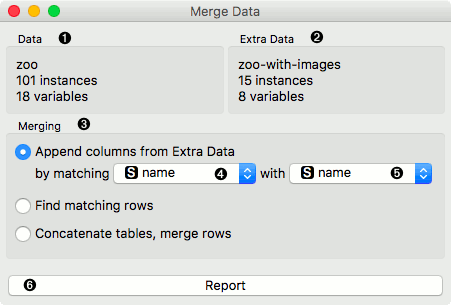 Merge Data
Data ❶
Extra Data ❷
zoo
101 instances
18 variables
zoo-with-images
15 instances
8 variables
Merging ❸
Append columns from Extra Data
by matching S name ❹ with S name ❺
Find matching rows
Concatenate tables, merge rows
❻ Report